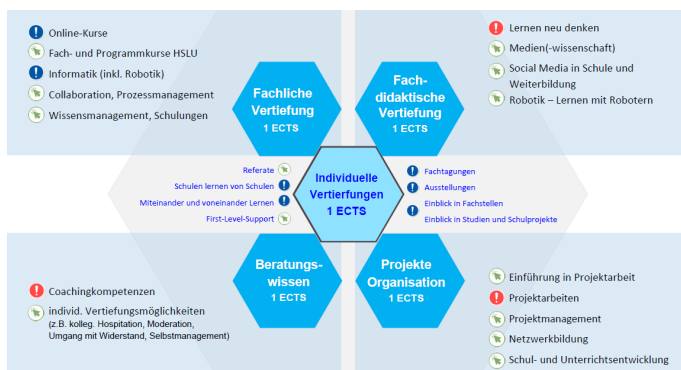 Online-Kurse
Fach- und Programmkurse HSLU
Informatik (inkl. Robotik)
Collaboration, Prozessmanagement
Wissensmanagement, Schulungen
Fachliche
Vertiefung
1 ECTS
Fach-
didaktische
Vertiefung
1 ECTS
Lernen neu denken
Medien(-wissenschaft)
Social Media in Schule und
Weiterbildung
Robotik – Lernen mit Robotern
Referate
Schulen lernen von Schulen
Miteinander und voneinander Lernen
First-Level-Support
Individuelle
Vertierfungen
1 ECTS
Fachtagungen
Ausstellungen
Einblick in Fachstellen
Einblick in Studien und Schulprojekte
Coachingkompetenzen
individ. Vertiefungsmöglichkeiten
(z.B. kolleg. Hospitation, Moderation,
Umgang mit Widerstand, Selbstmanagement)
Beratungs-
wissen
1 ECTS
Projekte
Organisation
1 ECTS
Einführung in Projektarbeit
Projektarbeiten
Projektmanagement
Netzwerkbildung
Schul- und Unterrichtsentwicklung